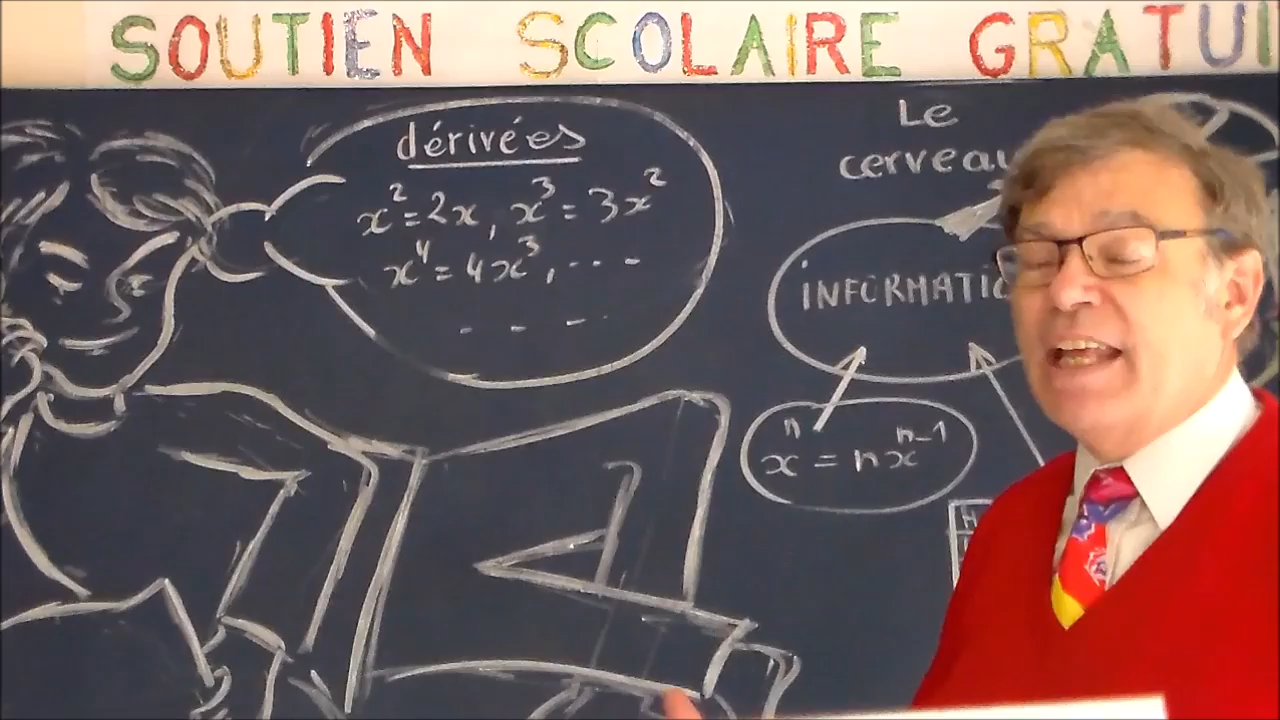 SOUTIEN SCOLAIRE GRATUI
dérivées
x² = 2x, x³ = 3x²
x⁴ = 4x³, ...
. . . .
Le
cerveau
INFORMATIO
xⁿ = nxⁿ⁻¹
H